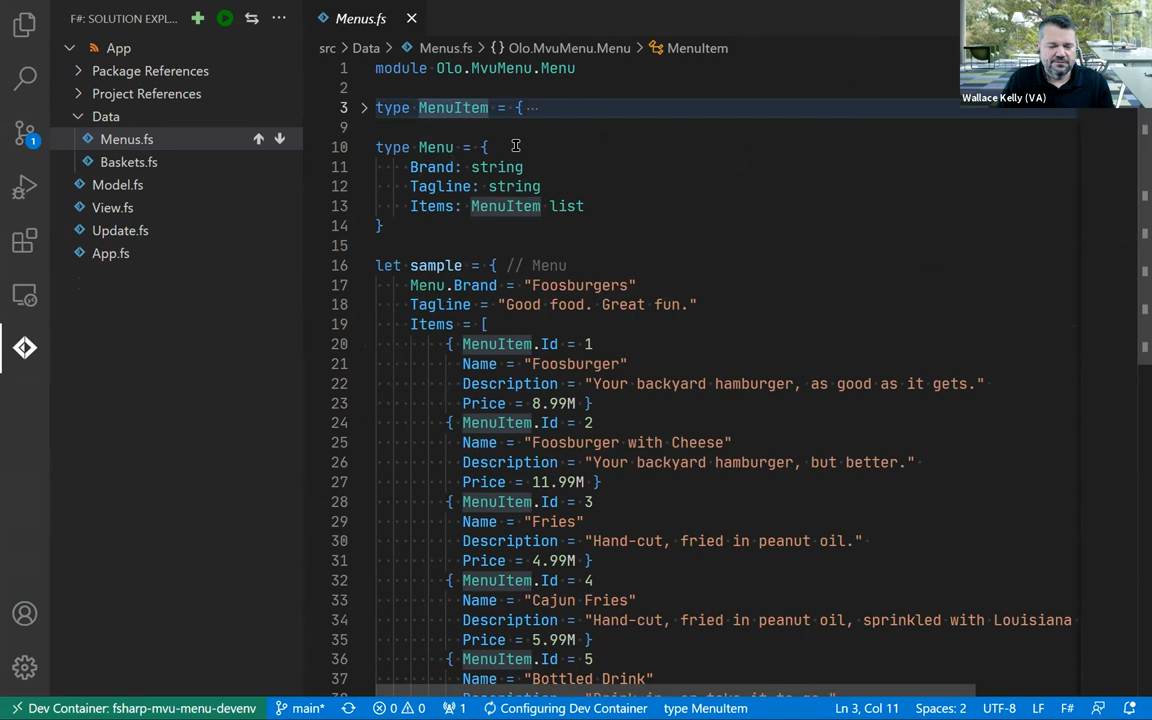 F#: SOLUTION EXPL...
App
Package References
Project References
Data
Menus.fs
Baskets.fs
Model.fs
View.fs
Update.fs
App.fs
1
Menus.fs
src > Data > Menus.fs > {} Olo.MvuMenu.Menu > MenuItem
1 module Olo.MvuMenu.Menu
2
3 type MenuItem = { ...
9
10 type Menu = {
11 Brand: string
12 Tagline: string
13 Items: MenuItem list
14 }
15
16 let sample = { // Menu
17 Menu.Brand = "Foosburgers"
18 Tagline = "Good food. Great fun."
19 Items = [
20 { MenuItem.Id = 1
21 Name = "Foosburger"
22 Description = "Your backyard hamburger, as good as it gets."
23 Price = 8.99M }
24 { MenuItem.Id = 2
25 Name = "Foosburger with Cheese"
26 Description = "Your backyard hamburger, but better."
27 Price = 11.99M }
28 { MenuItem.Id = 3
29 Name = "Fries"
30 Description = "Hand-cut, fried in peanut oil."
31 Price = 4.99M }
32 { MenuItem.Id = 4
33 Name = "Cajun Fries"
34 Description = "Hand-cut, fried in peanut oil, sprinkled with Louisiana
35 Price = 5.99M }
36 { MenuItem.Id = 5
37 Name = "Bottled Drink"
Wallace Kelly (VA)
Dev Container: fsharp-mvu-menu-devenv main* 0 0 1 Configuring Dev Container type MenuItem Ln 3, Col 11 Spaces: 2 UTF-8 LF F#